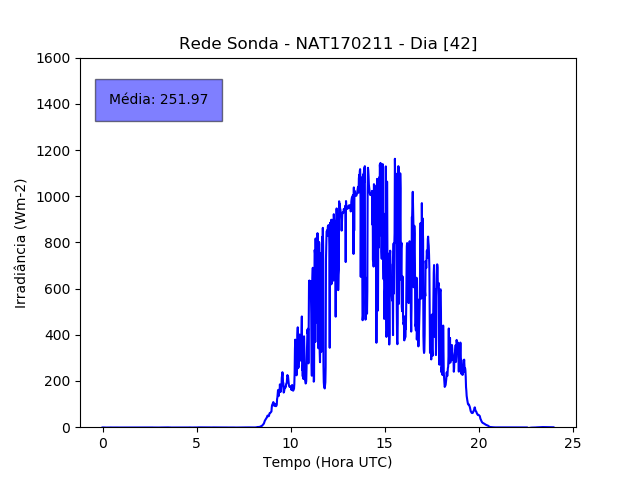 Rede Sonda - NAT170211 - Dia [42]
1600
1400
1200
1000
800
600
400
200
0
Média: 251.97
Irradiância (Wm-2)
0 5 10 15 20 25
Tempo (Hora UTC)